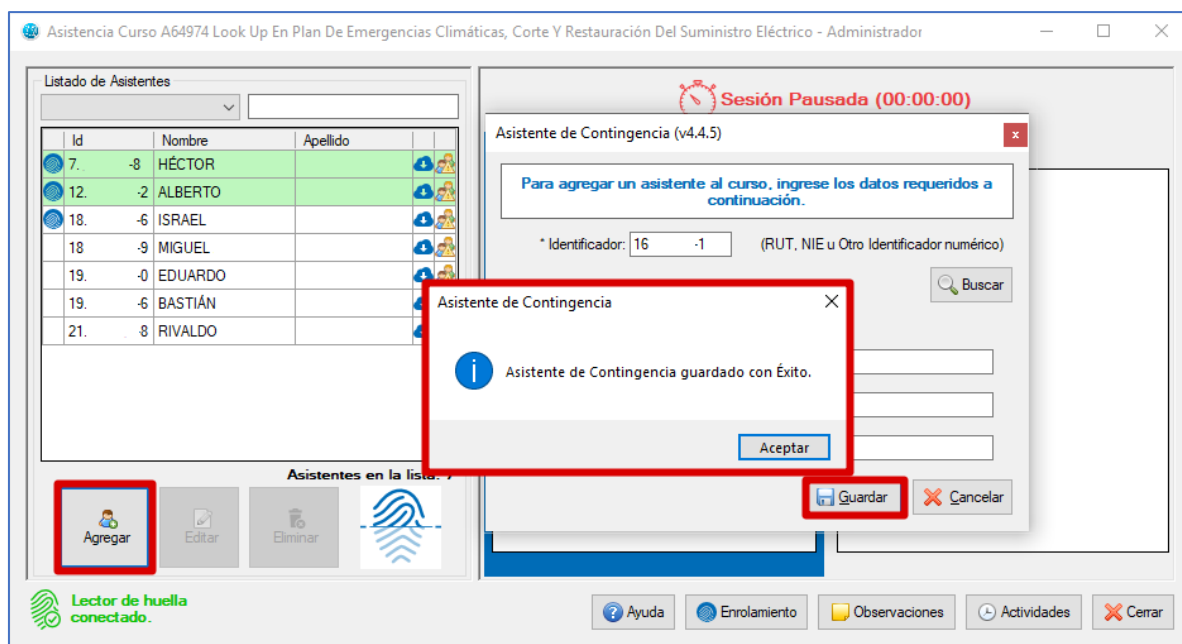 Asistencia Curso A64974 Look Up En Plan De Emergencias Climáticas, Corte Y Restauración Del Suministro Eléctrico - Administrador
Listado de Asistentes
Id Nombre Apellido
7. -8 HÉCTOR
12. -2 ALBERTO
18. -6 ISRAEL
18 -9 MIGUEL
19. -0 EDUARDO
19. -6 BASTIÁN
21. 8 RIVALDO
Asistentes en la lista: 7
Agregar
Editar
Eliminar
Lector de huella
conectado.
Sesión Pausada (00:00:00)
Asistente de Contingencia (v4.4.5)
x
Para agregar un asistente al curso, ingrese los datos requeridos a
continuación.
* Identificador: 16 -1 (RUT, NIE u Otro Identificador numérico)
Buscar
Asistente de Contingencia
Asistente de Contingencia guardado con Éxito.
Aceptar
Guardar
Cancelar
Ayuda
Enrolamiento
Observaciones
Actividades
Cerrar